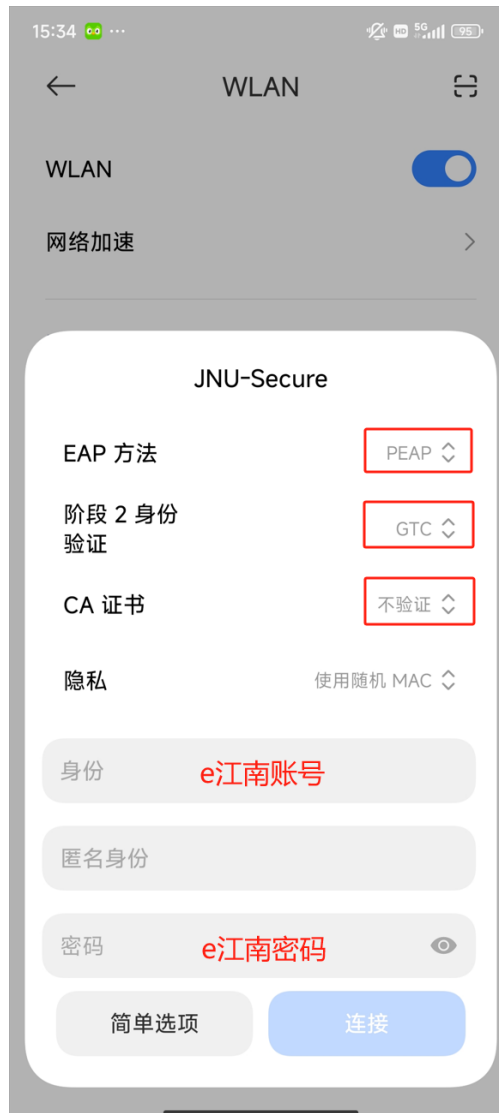 15:34 ···
HD 5G 95
WLAN
WLAN
网络加速
JNU-Secure
EAP 方法
PEAP
阶段 2 身份
验证
GTC
CA 证书
不验证
隐私
使用随机 MAC
身份
e江南账号
匿名身份
密码
e江南密码
简单选项
连接